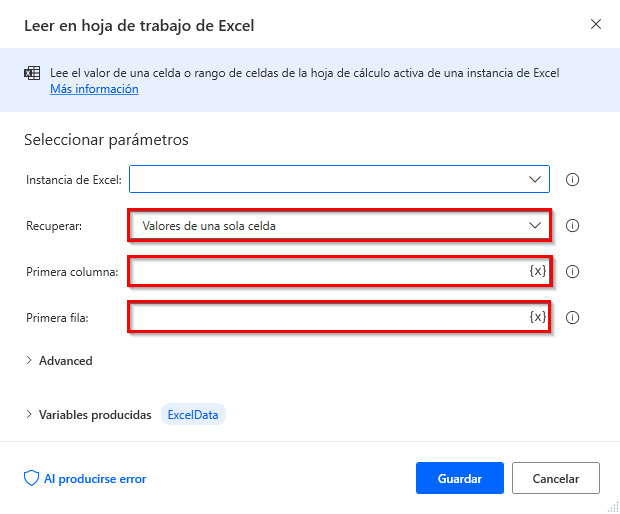 Leer en hoja de trabajo de Excel
Lee el valor de una celda o rango de celdas de la hoja de cálculo activa de una instancia de Excel
Más información
Seleccionar parámetros
Instancia de Excel:
Recuperar: Valores de una sola celda
Primera columna: {x}
Primera fila: {x}
Advanced
Variables producidas ExcelData
Al producirse error Guardar Cancelar